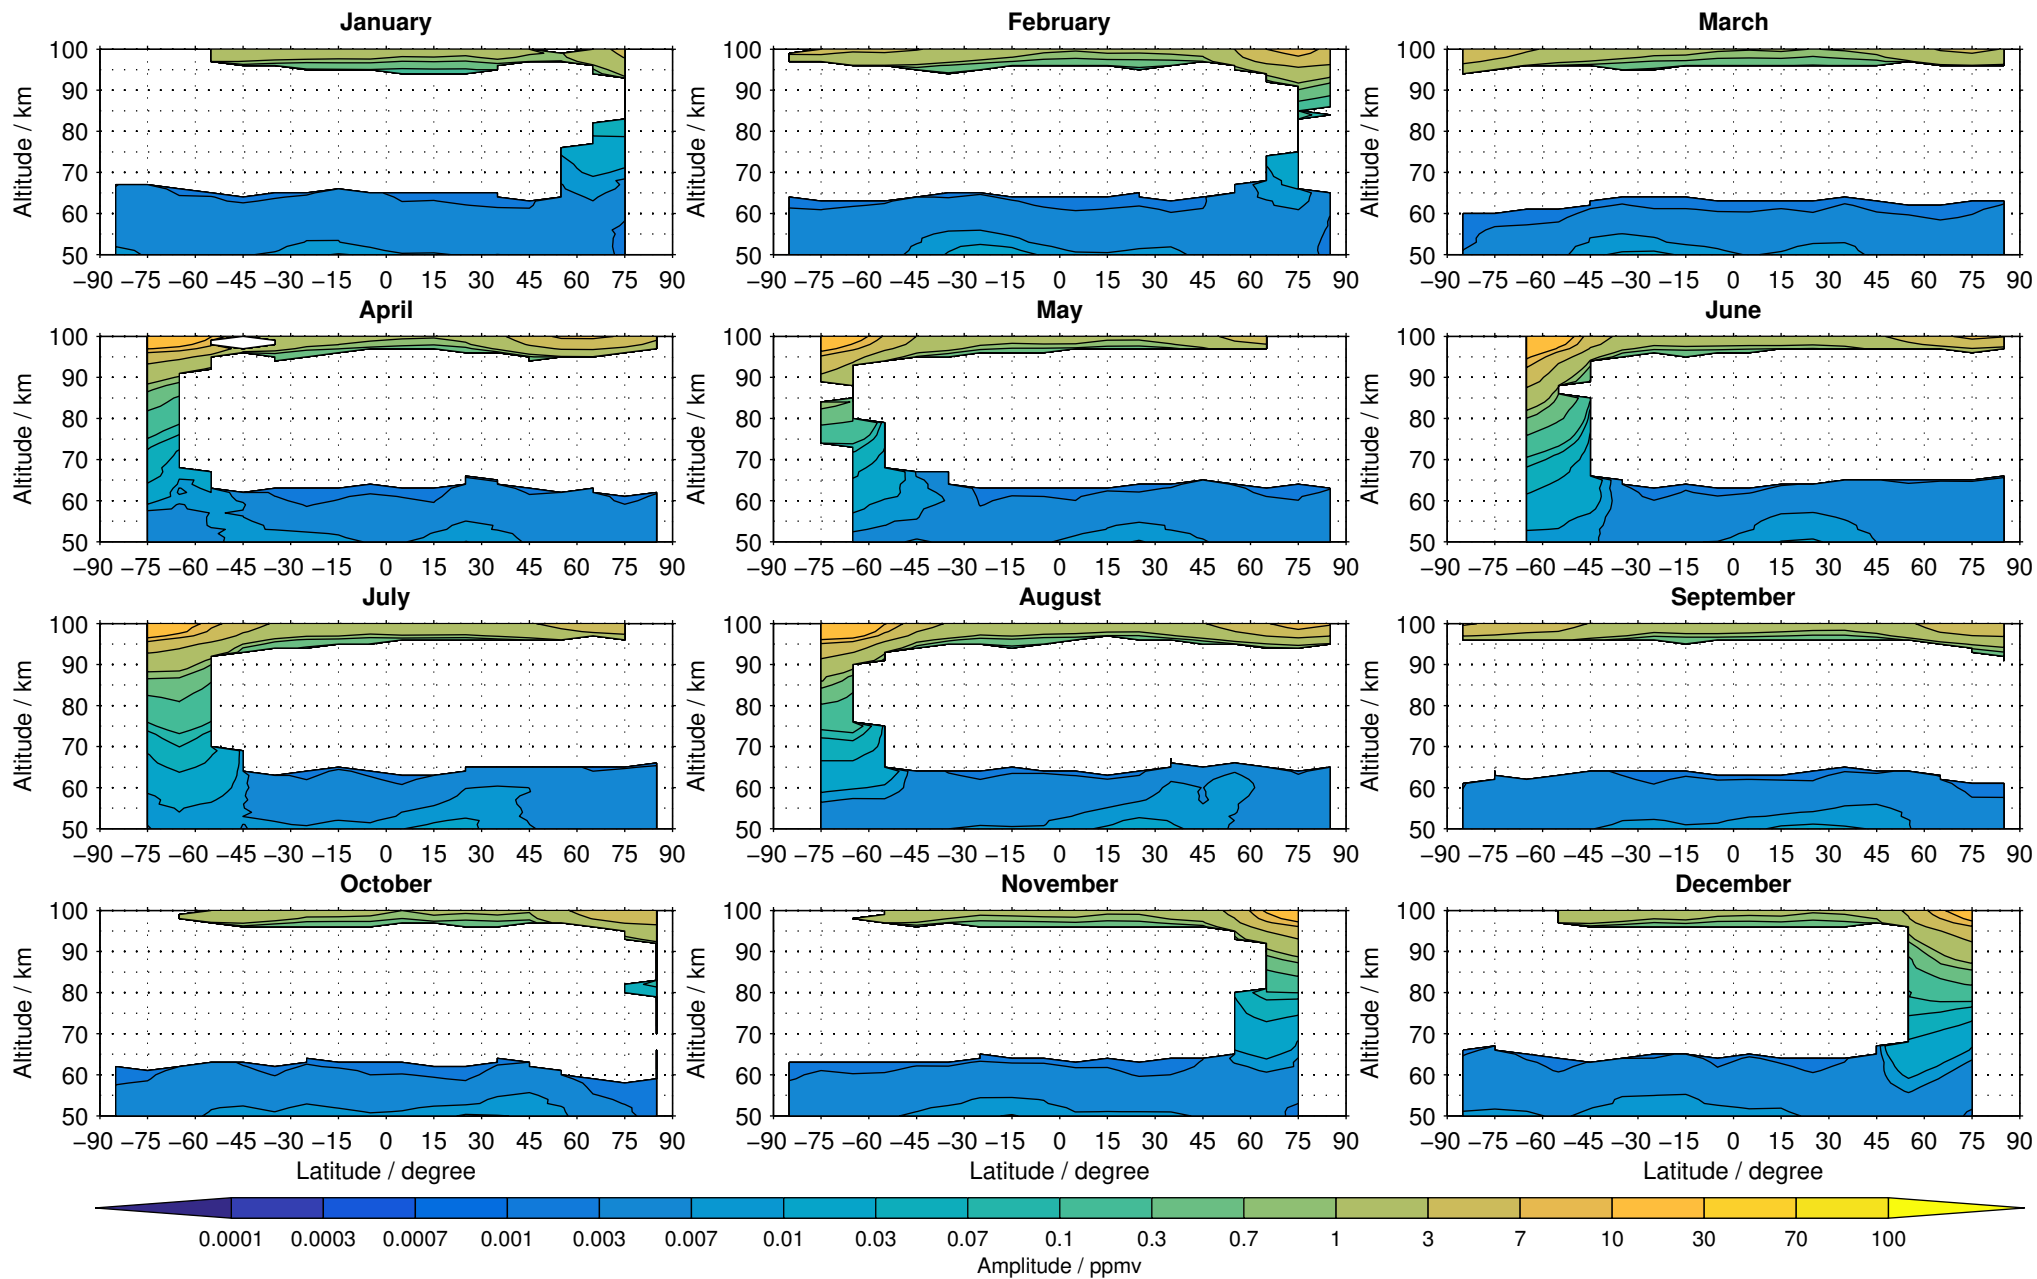 January February March
100 100 100
90 90 90
80 80 80
70 70 70
60 60 60
50 50 50
Altitude / km Altitude / km Altitude / km
−90 −75 −60 −45 −30 −15 0 15 30 45 60 75 90 −90 −75 −60 −45 −30 −15 0 15 30 45 60 75 90 −90 −75 −60 −45 −30 −15 0 15 30 45 60 75 90
April May June
100 100 100
90 90 90
80 80 80
70 70 70
60 60 60
50 50 50
Altitude / km Altitude / km Altitude / km
−90 −75 −60 −45 −30 −15 0 15 30 45 60 75 90 −90 −75 −60 −45 −30 −15 0 15 30 45 60 75 90 −90 −75 −60 −45 −30 −15 0 15 30 45 60 75 90
July August September
100 100 100
90 90 90
80 80 80
70 70 70
60 60 60
50 50 50
Altitude / km Altitude / km Altitude / km
−90 −75 −60 −45 −30 −15 0 15 30 45 60 75 90 −90 −75 −60 −45 −30 −15 0 15 30 45 60 75 90 −90 −75 −60 −45 −30 −15 0 15 30 45 60 75 90
October November December
100 100 100
90 90 90
80 80 80
70 70 70
60 60 60
50 50 50
Altitude / km Altitude / km Altitude / km
−90 −75 −60 −45 −30 −15 0 15 30 45 60 75 90 −90 −75 −60 −45 −30 −15 0 15 30 45 60 75 90 −90 −75 −60 −45 −30 −15 0 15 30 45 60 75 90
Latitude / degree Latitude / degree Latitude / degree
0.0001 0.0003 0.0007 0.001 0.003 0.007 0.01 0.03 0.07 0.1 0.3 0.7 1 3 7 10 30 70 100
Amplitude / ppmv